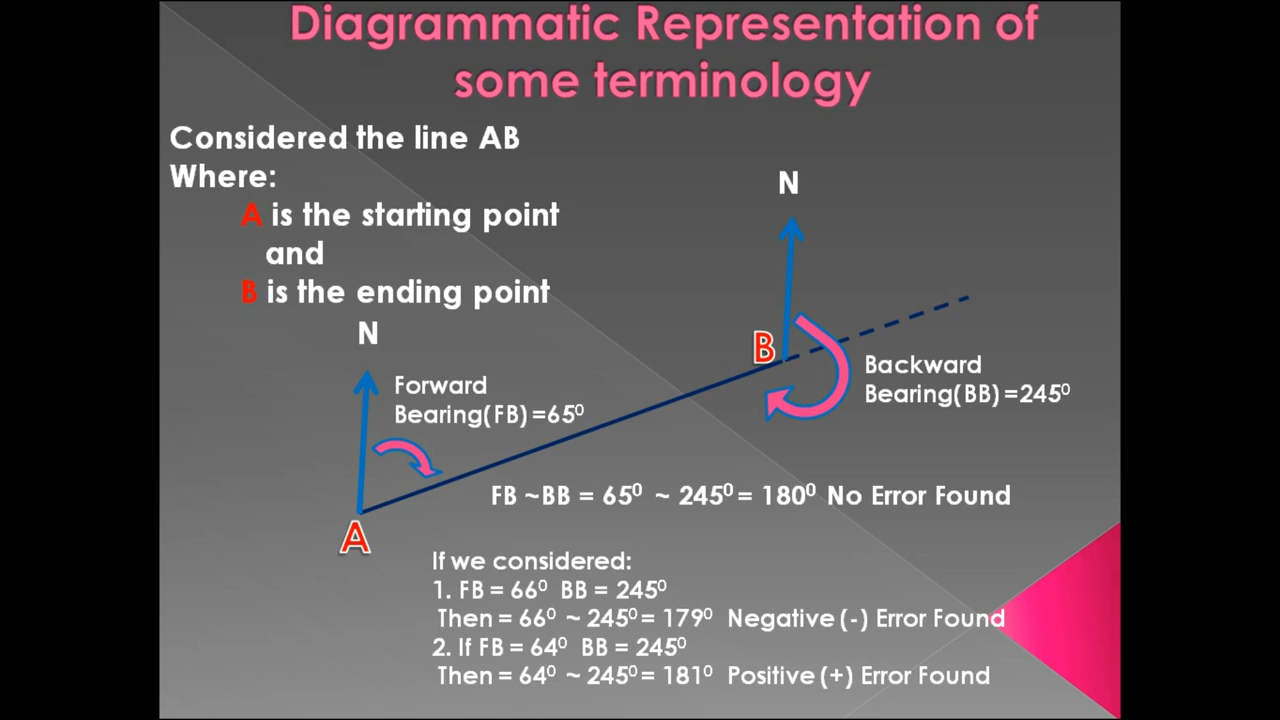 Diagrammatic Representation of
some terminology
Considered the line AB
Where:
A is the starting point
and
B is the ending point
N
N
B
Forward
Bearing(FB)=65⁰
Backward
Bearing(BB)=245⁰
FB ~BB = 65⁰ ~ 245⁰= 180⁰ No Error Found
A
If we considered:
1. FB = 66⁰ BB = 245⁰
Then = 66⁰ ~ 245⁰= 179⁰ Negative (-) Error Found
2. If FB = 64⁰ BB = 245⁰
Then = 64⁰ ~ 245⁰= 181⁰ Positive (+) Error Found